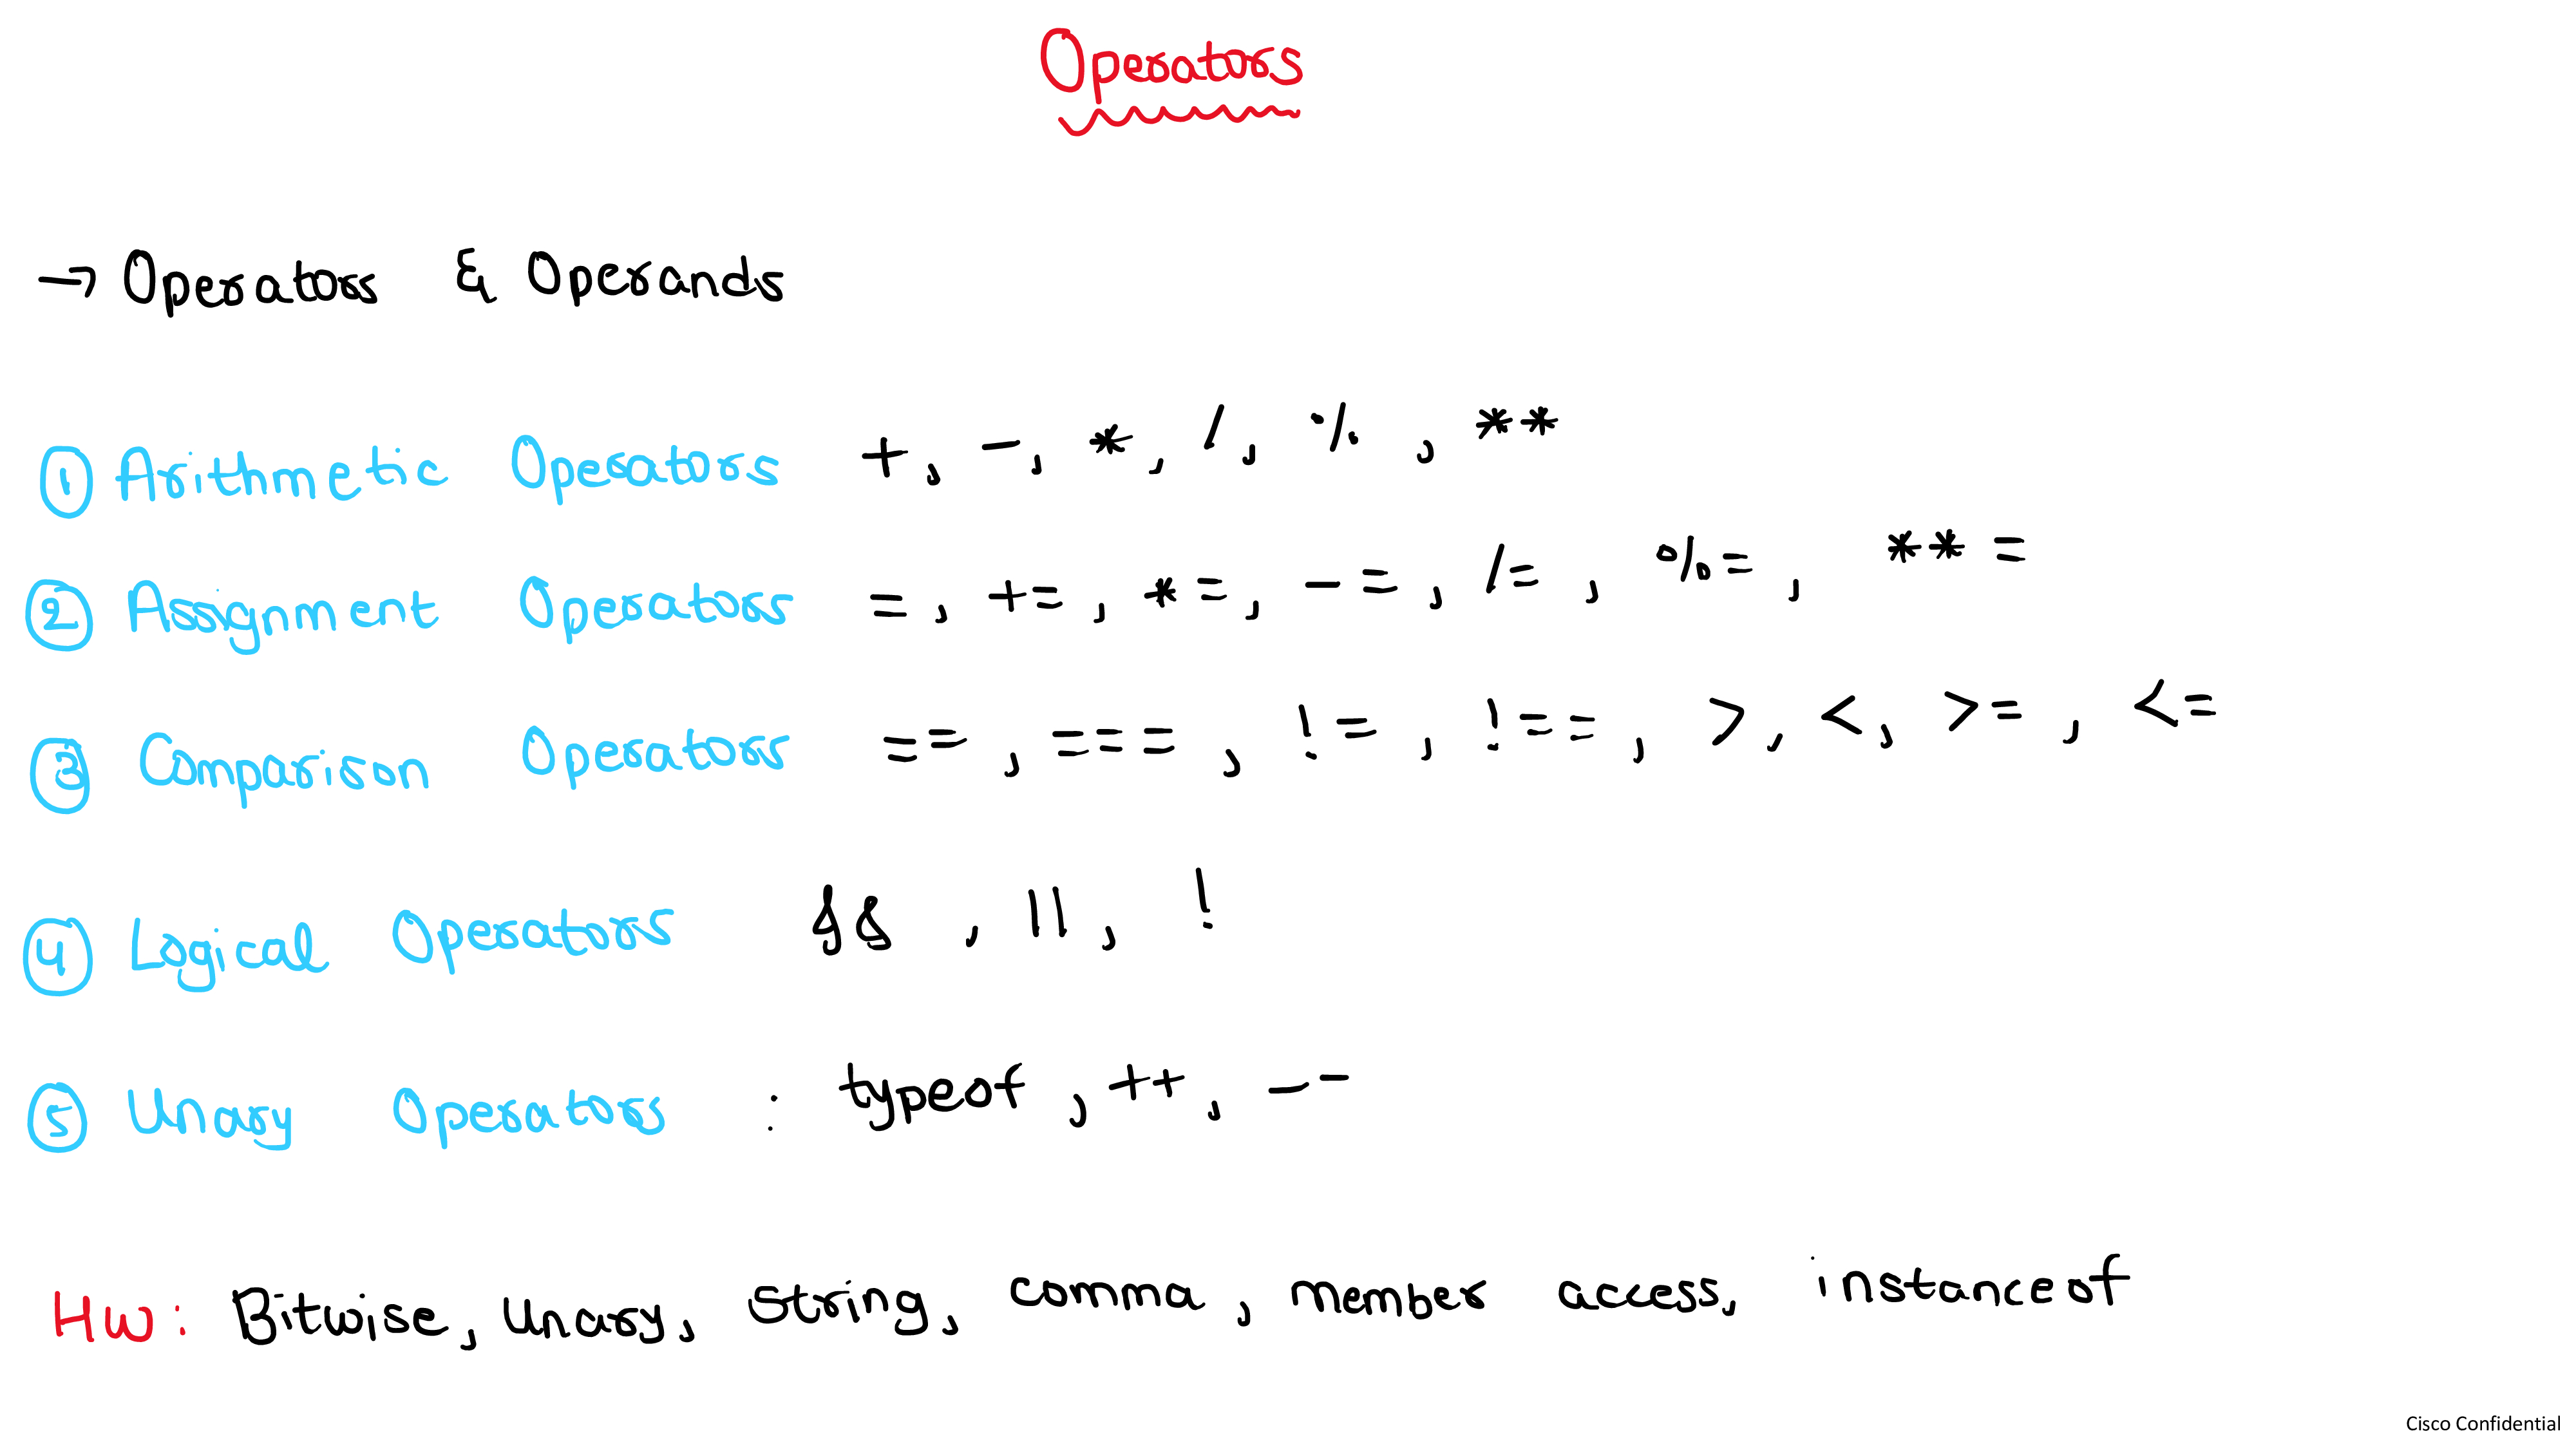 Operators
→ Operators & Operands
① Arithmetic Operators +, -, *, /, %, **
② Assignment Operators =, +=, *=, -=, /=, %=, **=
③ Comparison Operators ==, ===, !=, !==, >, <, >=, <=
④ Logical Operators &&, ||, !
⑤ Unary Operators : typeof, ++, --
HW: Bitwise, Unary, String, comma, member access, instanceof
Cisco Confidential